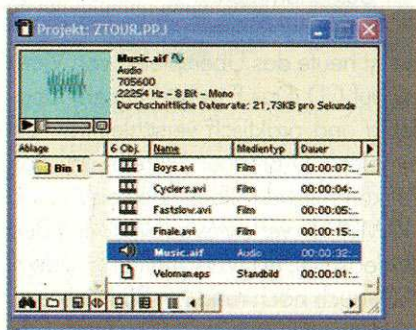 Projekt: ZTOUR.PPJ
Music.aif
Audio
705600
22254 Hz - 8 Bit - Mono
Durchschnittliche Datenrate: 21,73KB pro Sekunde
Ablage 6 Obj. Name Medientyp Dauer
Bin 1
Boys.avi Film 00:00:07:...
Cyclers.avi Film 00:00:04:...
Fastslow.avi Film 00:00:05:...
Finale.avi Film 00:00:15:...
Music.aif Audio 00:00:32:...
Veloman.eps Standbild 00:00:01:...